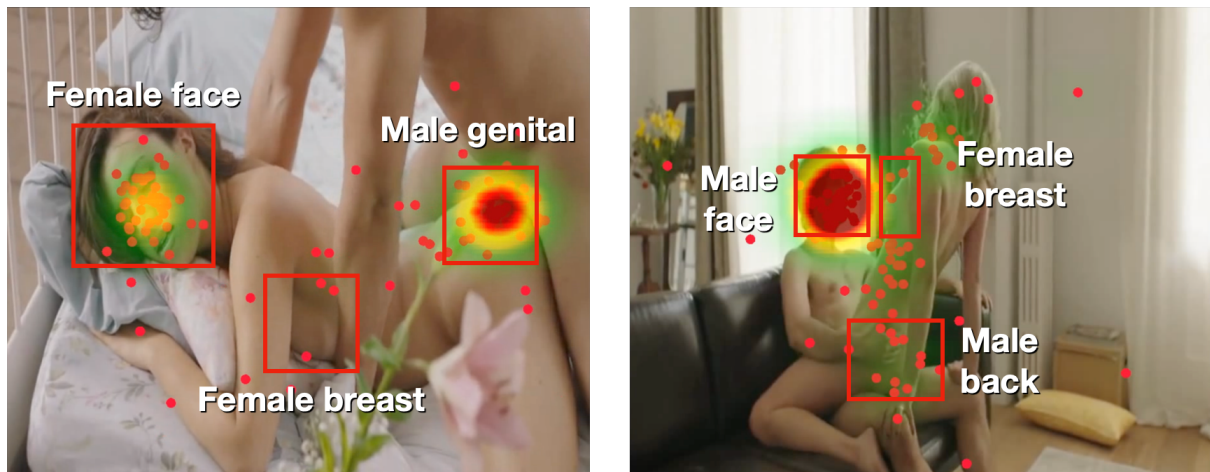 Female face
Male genital
Female breast
Male
face
Female
breast
Male
back